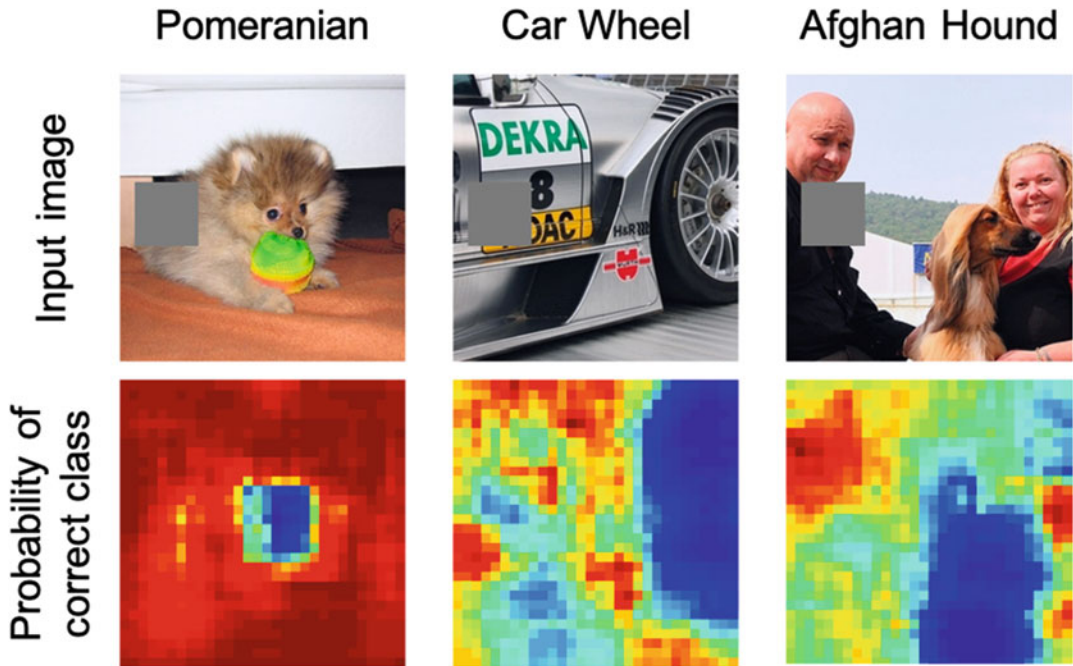 Pomeranian
Car Wheel
Afghan Hound
Input image
DEKRA
8
DAC
H&R
Probability of
correct class